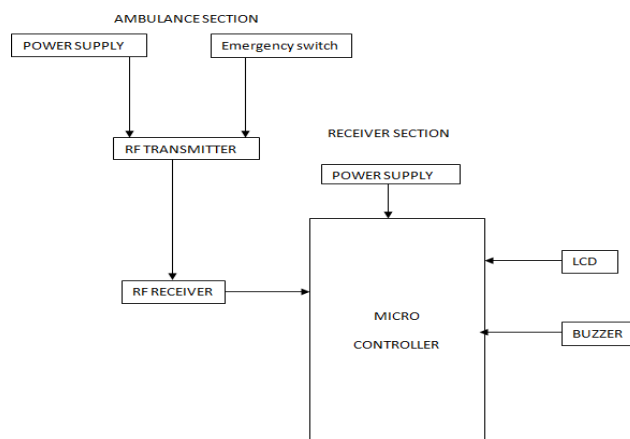 AMBULANCE SECTION
POWER SUPPLY
Emergency switch
RF TRANSMITTER
RECEIVER SECTION
POWER SUPPLY
RF RECEIVER
LCD
MICRO
CONTROLLER
BUZZER